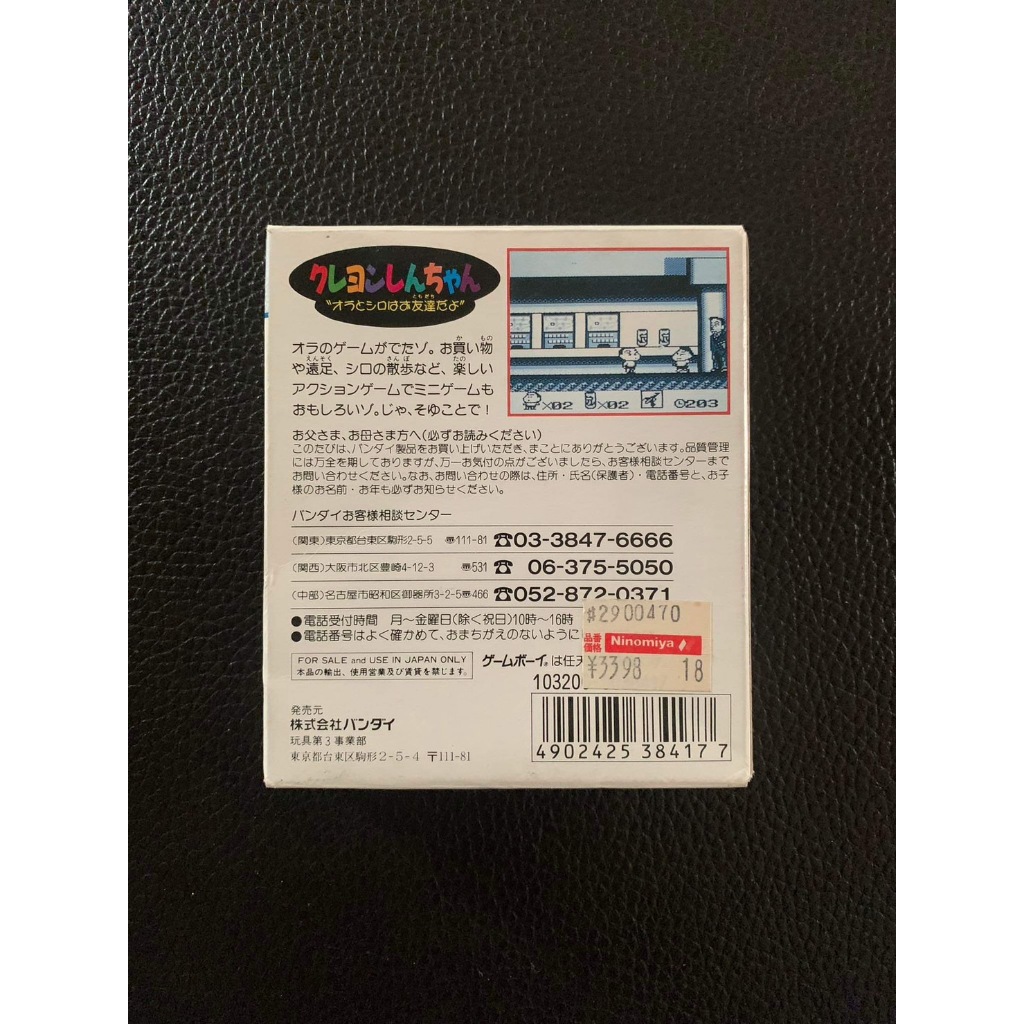 クレヨンしんちゃん
"オラとシロはお友達だよ"
オラのゲームがでたゾ。お買い物
や遠足、シロの散歩など、楽しい
アクションゲームでミニゲームも
おもしろいゾ。じゃ、そゆことで!
×02 ×02 203
お父さま、お母さま方へ(必ずお読みください)
このたびは、バンダイ製品をお買い上げいただき、まことにありがとうございます。品質管理
には万全を期しておりますが、万一お気付の点がございましたら、お客様相談センターまで
お問い合わせください。なお、お問い合わせの際は、住所・氏名(保護者)・電話番号と、お子
様のお名前・お年も必ずお知らせください。
バンダイお客様相談センター
(関東)東京都台東区駒形2-5-5 〠111-81 ☎03-3847-6666
(関西)大阪市北区豊崎4-12-3 〠531 ☎06-375-5050
(中部)名古屋市昭和区御器所3-2-5〠466 ☎052-872-0371
●電話受付時間 月〜金曜日(除く祝日)10時〜16時
●電話番号はよく確かめて、おまちがえのないように
#2900470
品番
価格
Ninomiya
¥3398 18
FOR SALE and USE IN JAPAN ONLY
本品の輸出、使用営業及び賃貸を禁じます。
ゲームボーイ®は任天
10320
発売元
株式会社バンダイ
玩具第3事業部
東京都台東区駒形2-5-4 〒111-81
4902425 38417 7